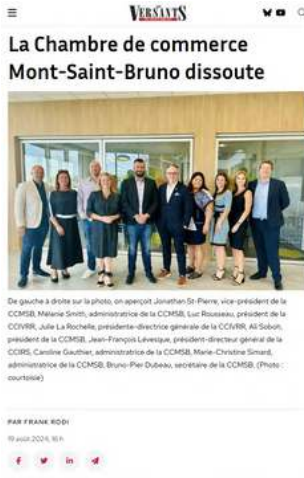 VERSANTS
La Chambre de commerce
Mont-Saint-Bruno dissoute
De gauche à droite sur la photo, on aperçoit Jonathan St-Pierre, vice-président de la
CCMSB, Mélanie Smith, administratrice de la CCMSB, Luc Rousseau, président de la
CCIVRR, Julie La Rochelle, présidente-directrice générale de la CCIVRR, Ali Sobon,
président de la CCMSB, Jean-François Lévesque, président-directeur général de la
CCIRS, Caroline Gauthier, administratrice de la CCMSB, Marie-Christine Simard,
administratrice de la CCMSB, Bruno-Pier Dubeau, secrétaire de la CCMSB. (Photo :
courtoisie)
PAR FRANK RODI
19 août 2024, 16 h